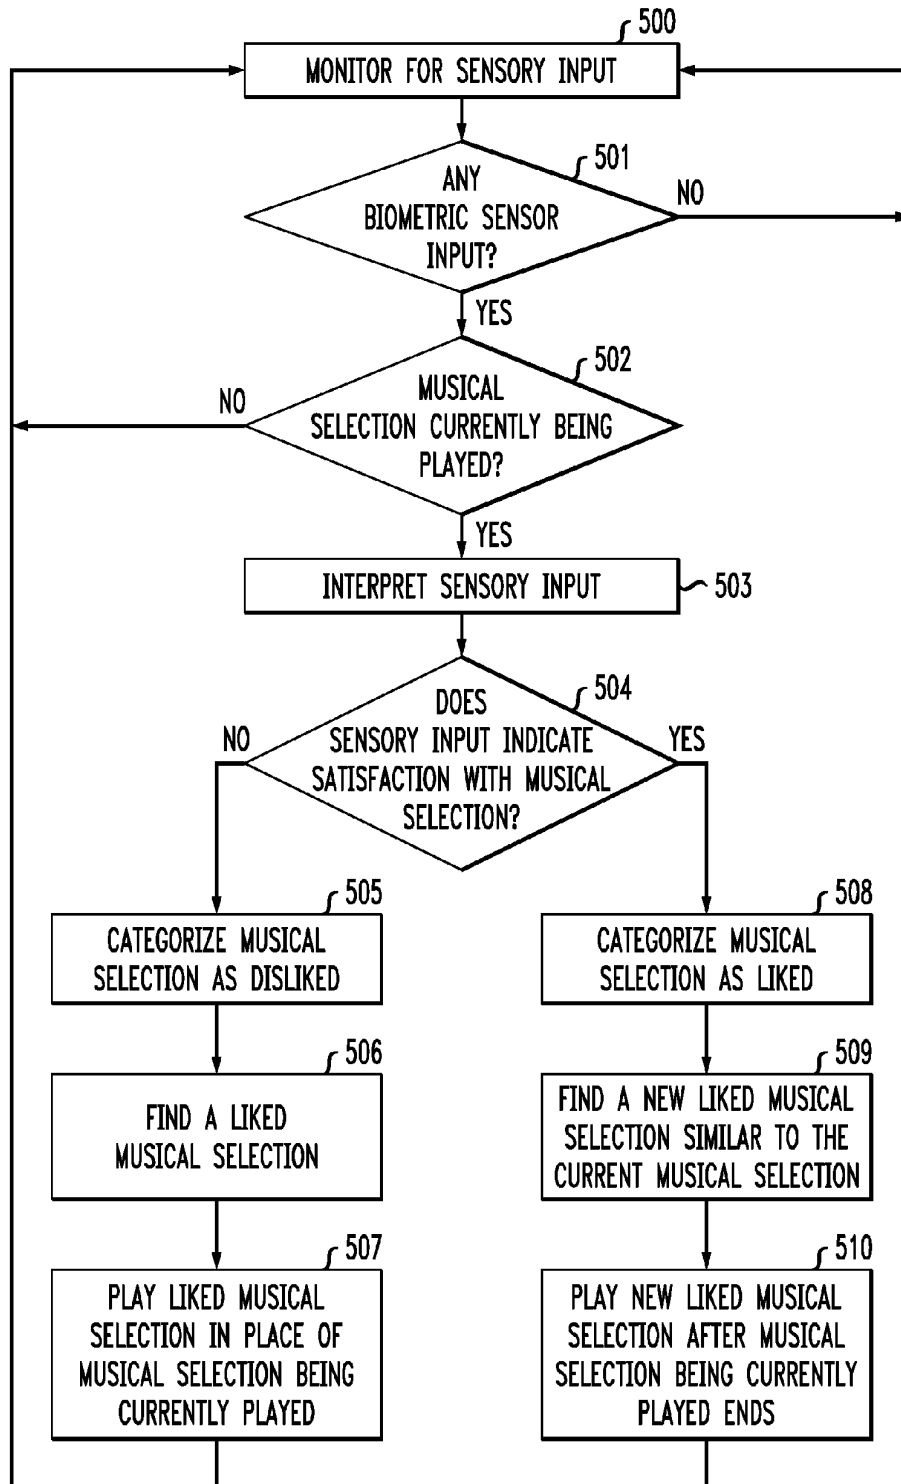 500
MONITOR FOR SENSORY INPUT
501
ANY
BIOMETRIC SENSOR
INPUT?
NO
YES
502
MUSICAL
SELECTION CURRENTLY BEING
PLAYED?
NO
YES
INTERPRET SENSORY INPUT
503
504
DOES
SENSORY INPUT INDICATE
SATISFACTION WITH MUSICAL
SELECTION?
NO
YES
505
CATEGORIZE MUSICAL
SELECTION AS DISLIKED
506
FIND A LIKED
MUSICAL SELECTION
507
PLAY LIKED MUSICAL
SELECTION IN PLACE OF
MUSICAL SELECTION BEING
CURRENTLY PLAYED
508
CATEGORIZE MUSICAL
SELECTION AS LIKED
509
FIND A NEW LIKED MUSICAL
SELECTION SIMILAR TO THE
CURRENT MUSICAL SELECTION
510
PLAY NEW LIKED MUSICAL
SELECTION AFTER MUSICAL
SELECTION BEING CURRENTLY
PLAYED ENDS